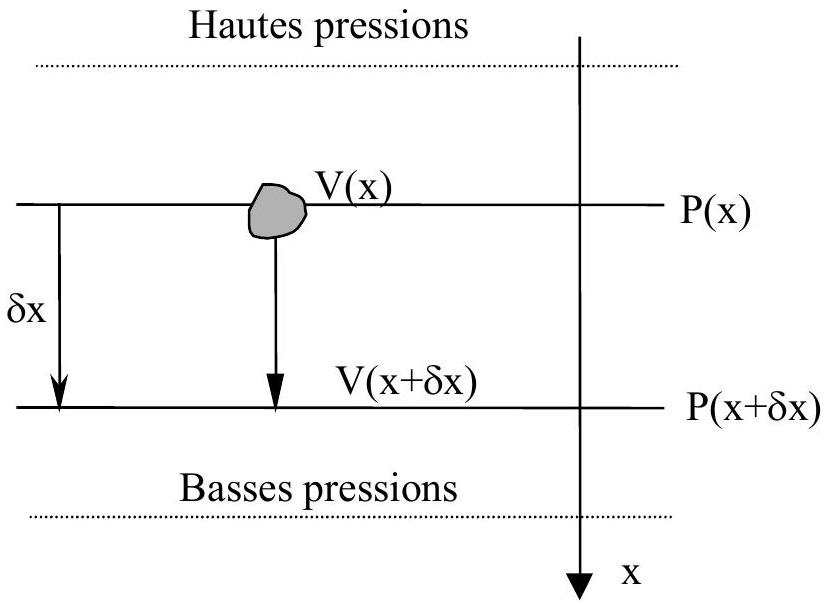 Hautes pressions
V(x)
P(x)
δx
V(x+δx)
P(x+δx)
Basses pressions
x